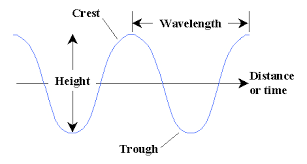 Crest
Wavelength
Height
Distance
or time
Trough